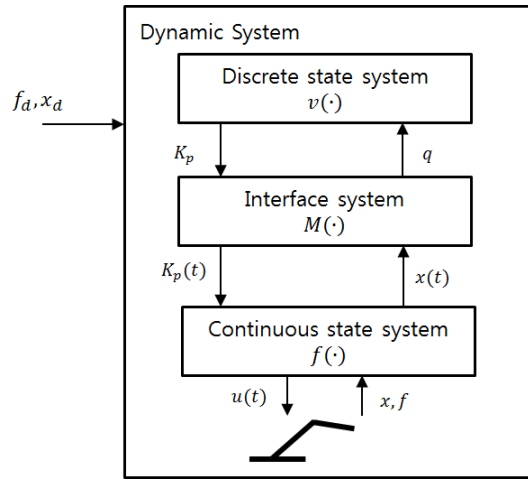 Dynamic System
Discrete state system
v(·)
f_d, x_d
K_p
q
Interface system
M(·)
K_p(t)
x(t)
Continuous state system
f(·)
u(t)
x, f